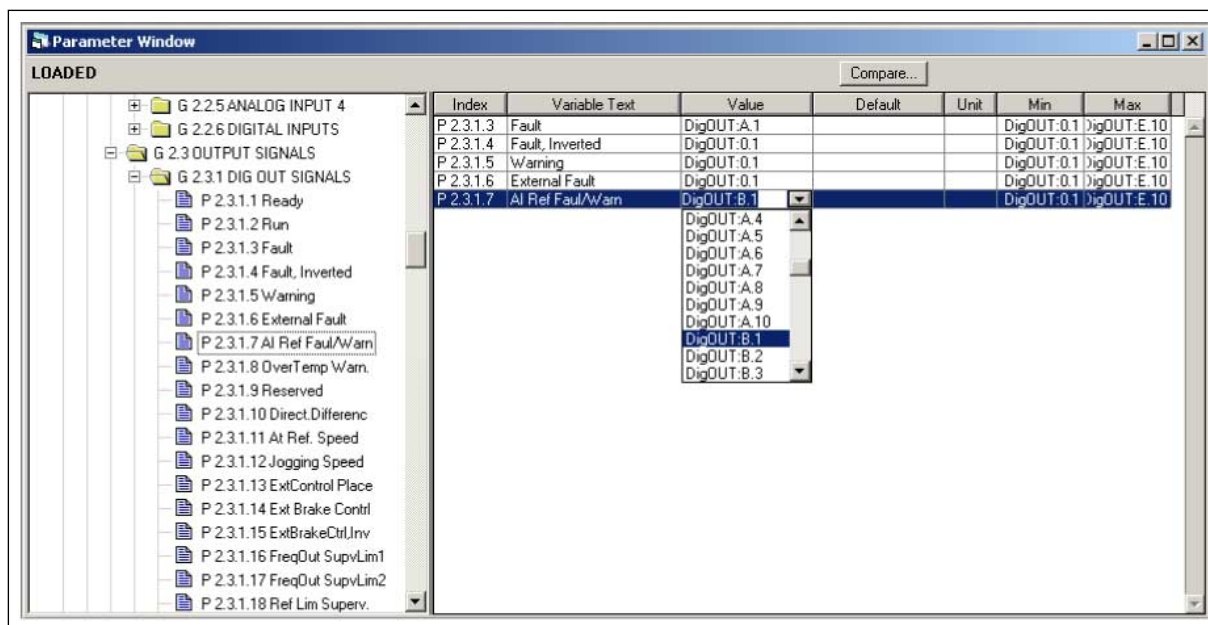 Parameter Window
LOADED
Compare...
G 2.2.5 ANALOG INPUT 4
G 2.2.6 DIGITAL INPUTS
G 2.3 OUTPUT SIGNALS
G 2.3.1 DIG OUT SIGNALS
P 2.3.1.1 Ready
P 2.3.1.2 Run
P 2.3.1.3 Fault
P 2.3.1.4 Fault, Inverted
P 2.3.1.5 Warning
P 2.3.1.6 External Fault
P 2.3.1.7 AI Ref Faul/Warn
P 2.3.1.8 OverTemp Warn.
P 2.3.1.9 Reserved
P 2.3.1.10 Direct.Differenc
P 2.3.1.11 At Ref. Speed
P 2.3.1.12 Jogging Speed
P 2.3.1.13 ExtControl Place
P 2.3.1.14 Ext Brake Contrl
P 2.3.1.15 ExtBrakeCtrl,Inv
P 2.3.1.16 FreqOut SupvLim1
P 2.3.1.17 FreqOut SupvLim2
P 2.3.1.18 Ref Lim Superv.
Index Variable Text Value Default Unit Min Max
P 2.3.1.3 Fault DigOUT:A.1 DigOUT:0.1 DigOUT:E.10
P 2.3.1.4 Fault, Inverted DigOUT:0.1 DigOUT:0.1 DigOUT:E.10
P 2.3.1.5 Warning DigOUT:0.1 DigOUT:0.1 DigOUT:E.10
P 2.3.1.6 External Fault DigOUT:0.1 DigOUT:0.1 DigOUT:E.10
P 2.3.1.7 AI Ref Faul/Warn DigOUT:B.1 DigOUT:0.1 DigOUT:E.10
DigOUT:A.4
DigOUT:A.5
DigOUT:A.6
DigOUT:A.7
DigOUT:A.8
DigOUT:A.9
DigOUT:A.10
DigOUT:B.1
DigOUT:B.2
DigOUT:B.3